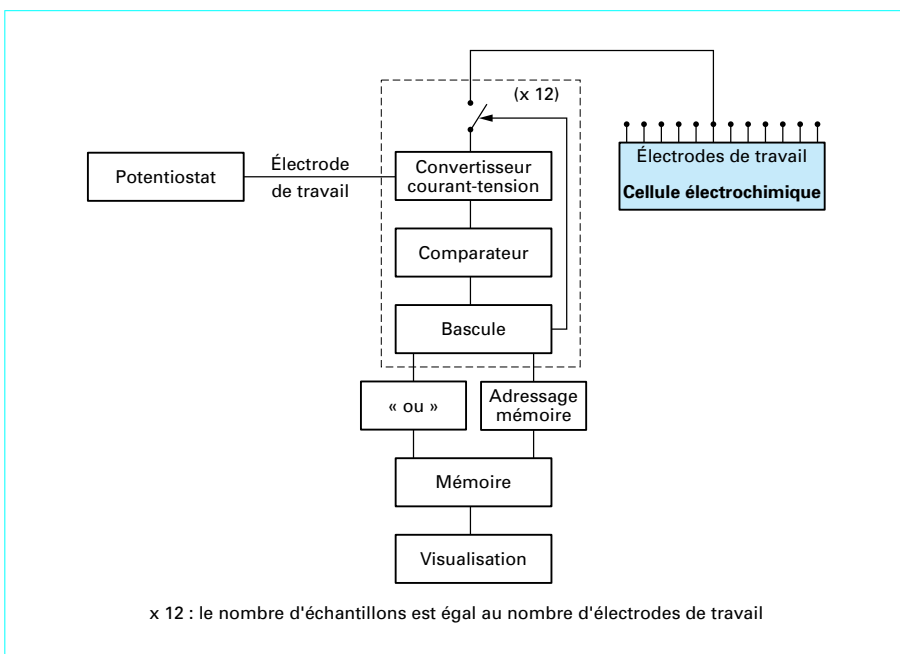 (x 12)
Potentiostat
Électrode
de travail
Convertisseur
courant-tension
Électrodes de travail
Cellule électrochimique
Comparateur
Bascule
« ou »
Adressage
mémoire
Mémoire
Visualisation
x 12 : le nombre d'échantillons est égal au nombre d'électrodes de travail